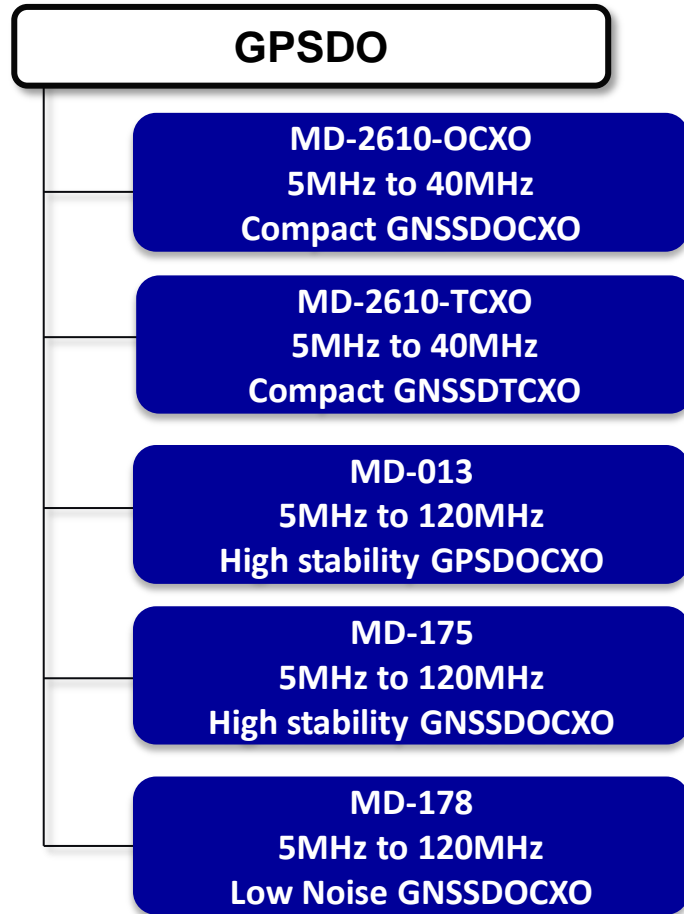 GPSDO
MD-2610-OCXO
5MHz to 40MHz
Compact GNSSDOCXO
MD-2610-TCXO
5MHz to 40MHz
Compact GNSSDTCXO
MD-013
5MHz to 120MHz
High stability GPSDOCXO
MD-175
5MHz to 120MHz
High stability GNSSDOCXO
MD-178
5MHz to 120MHz
Low Noise GNSSDOCXO